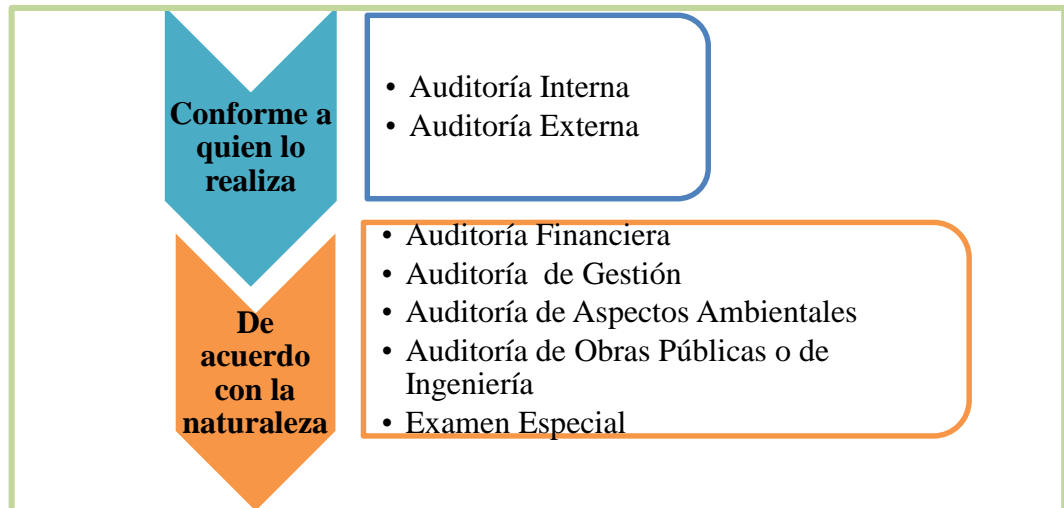 Conforme a
quien lo
realiza
• Auditoría Interna
• Auditoría Externa
De
acuerdo
con la
naturaleza
• Auditoría Financiera
• Auditoría  de Gestión
• Auditoría de Aspectos Ambientales
• Auditoría de Obras Públicas o de
Ingeniería
• Examen Especial